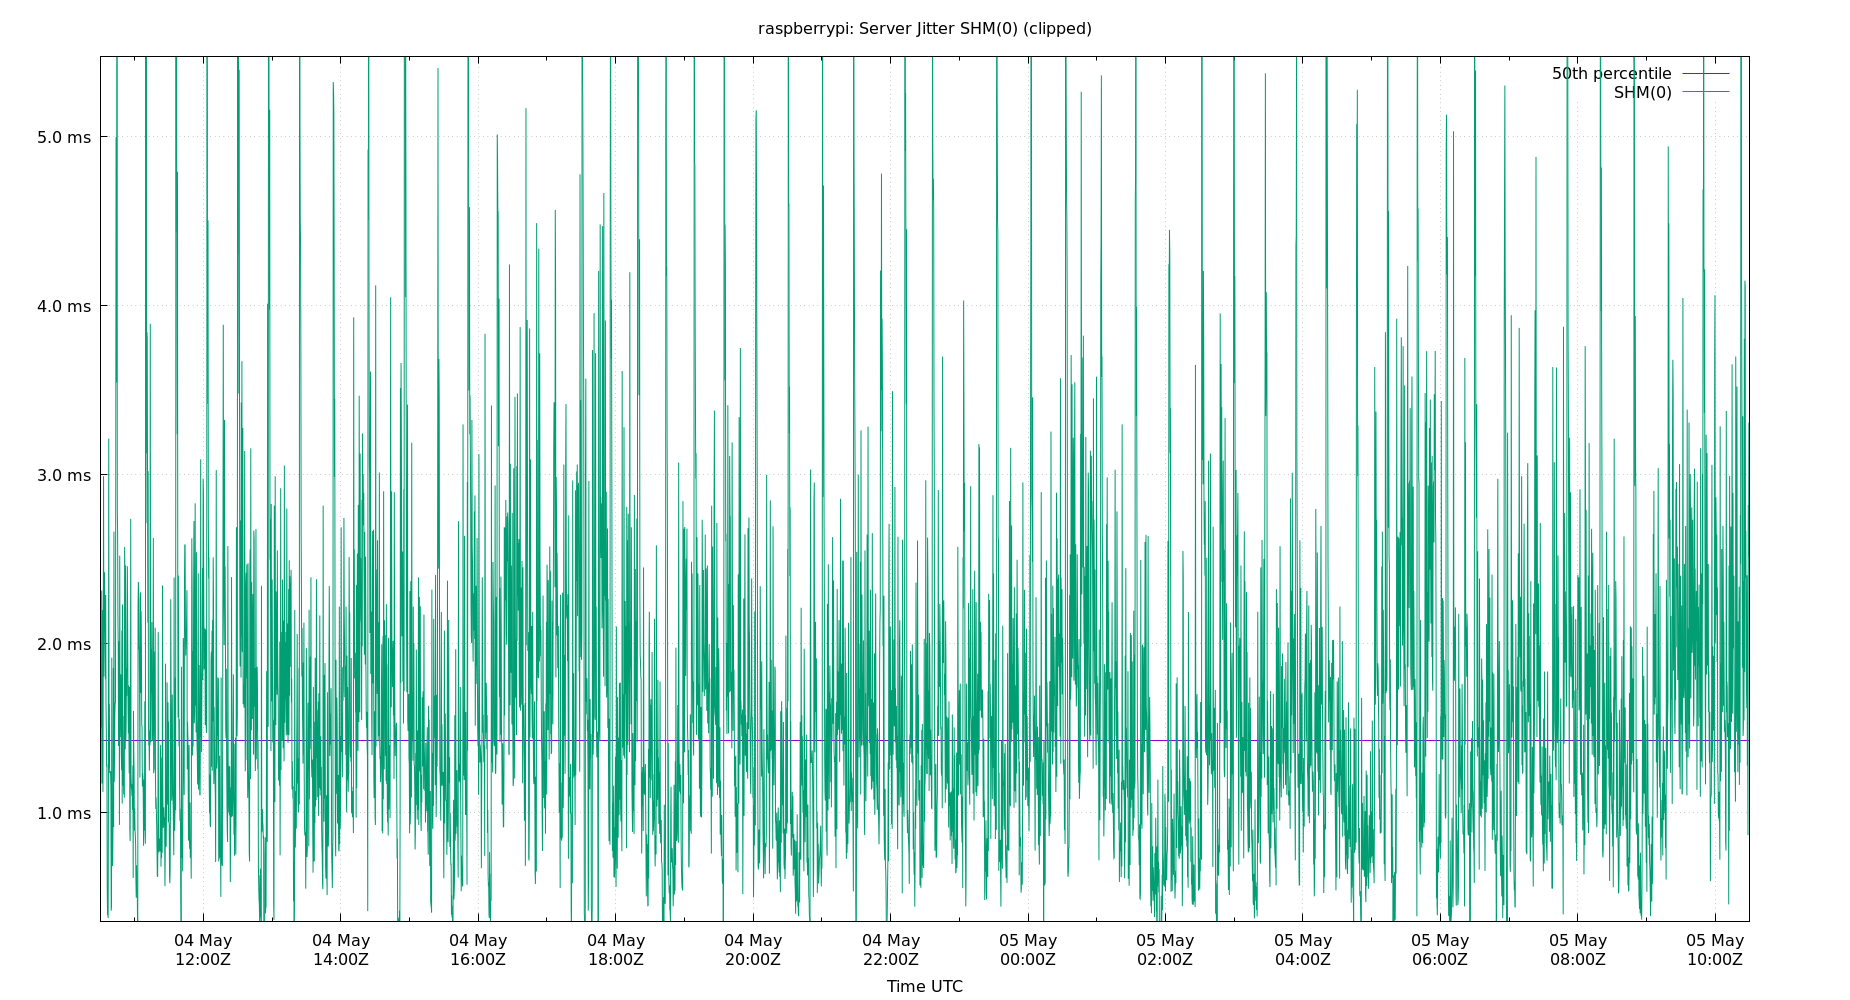 raspberrypi: Server Jitter SHM(0) (clipped)
50th percentile
SHM(0)
5.0 ms
4.0 ms
3.0 ms
2.0 ms
1.0 ms
04 May 04 May 04 May 04 May 04 May 04 May 05 May 05 May 05 May 05 May 05 May 05 May
12:00Z 14:00Z 16:00Z 18:00Z 20:00Z 22:00Z 00:00Z 02:00Z 04:00Z 06:00Z 08:00Z 10:00Z
Time UTC